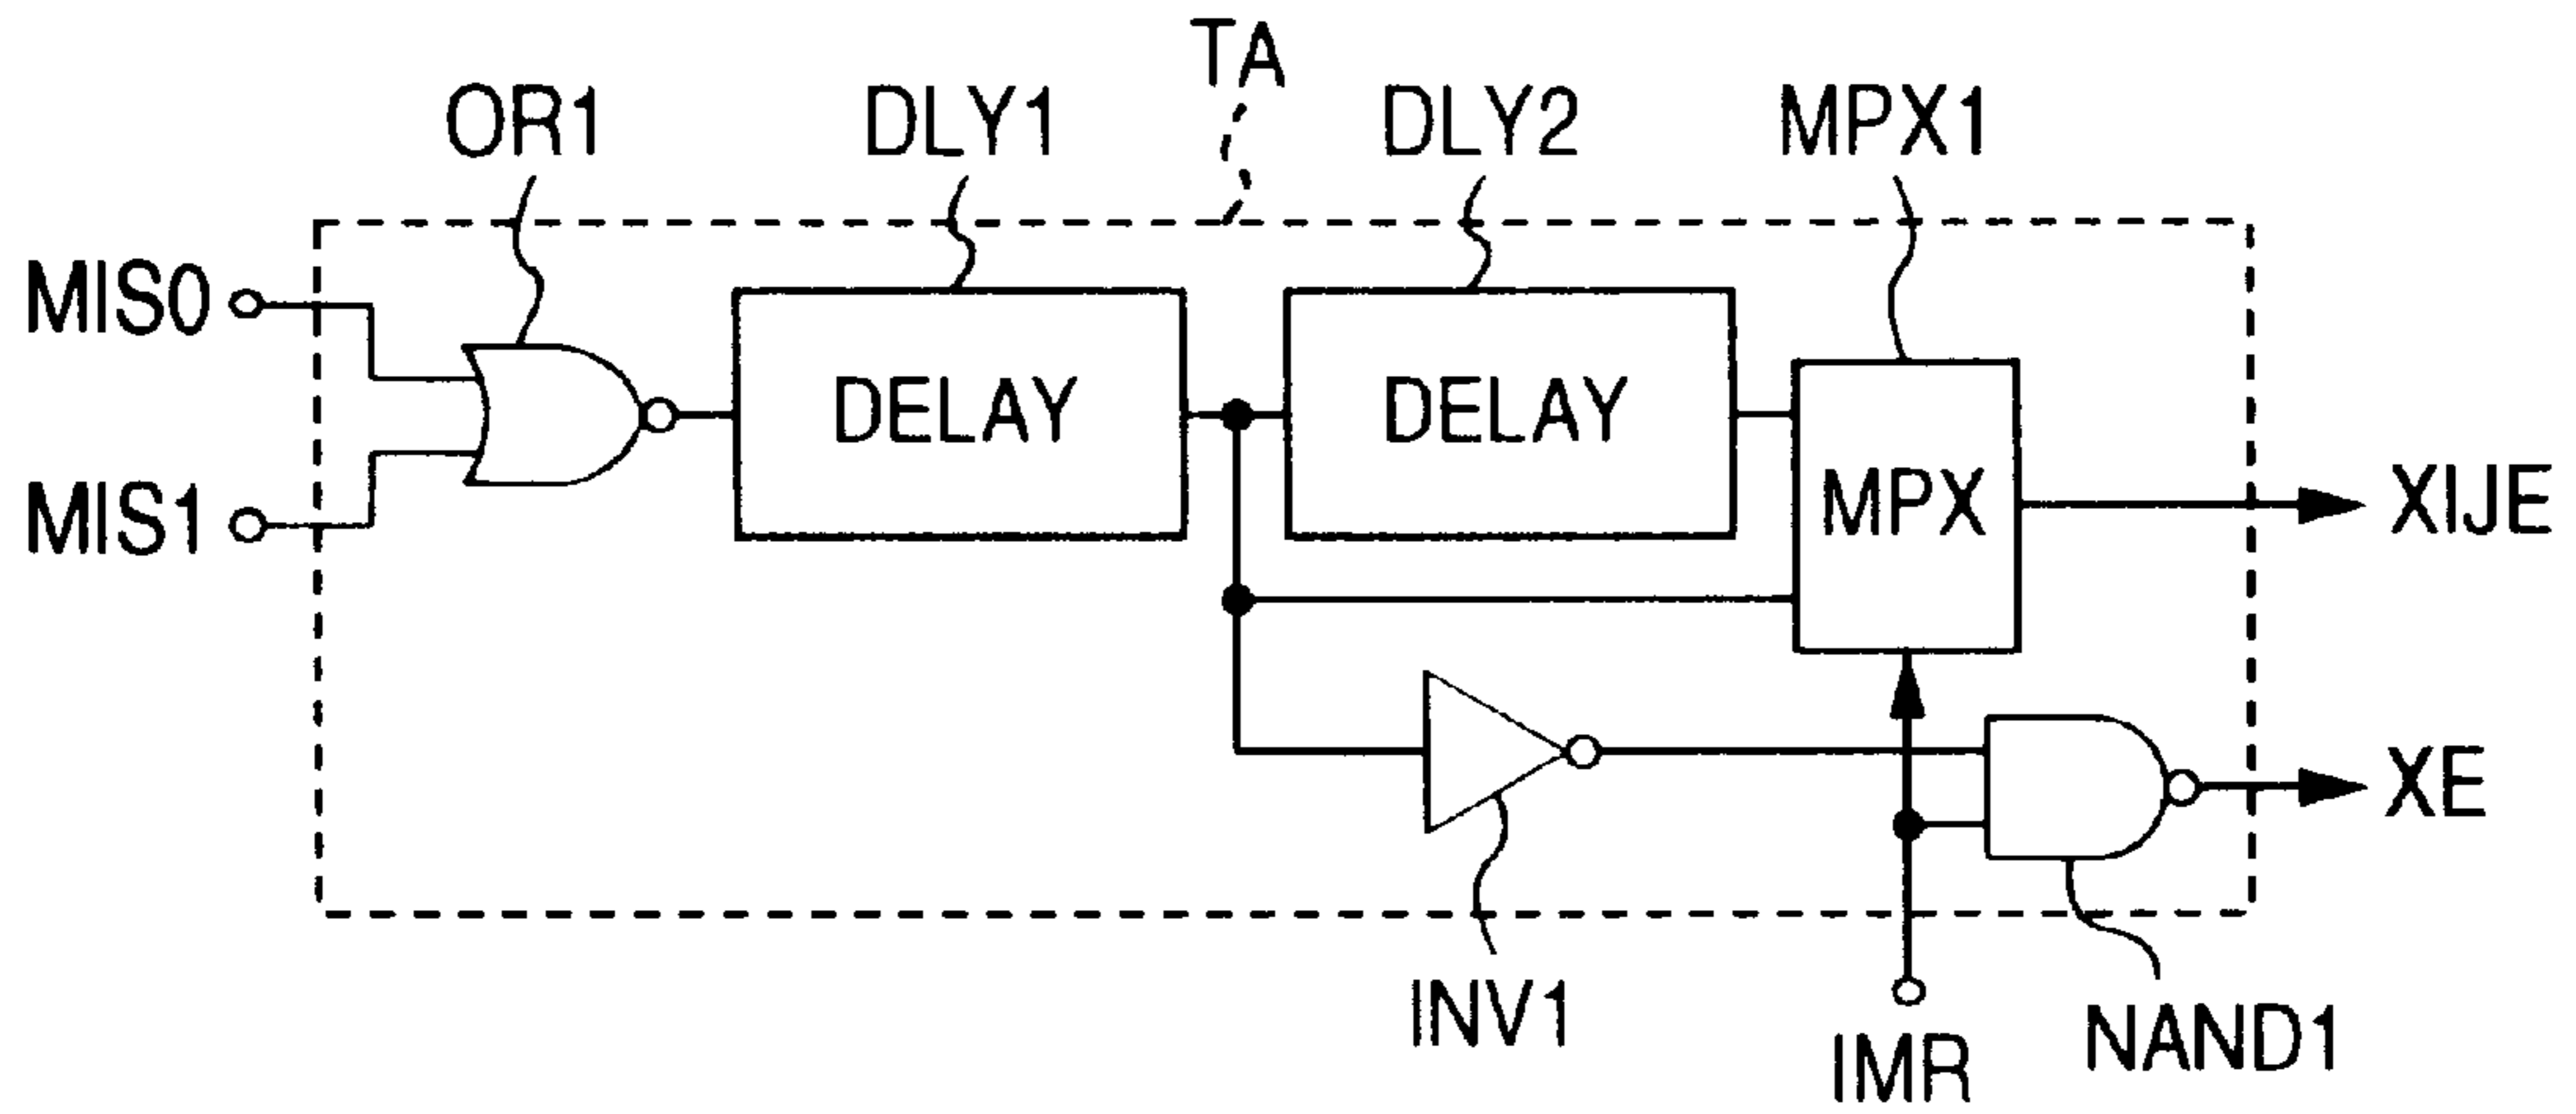 TA
OR1
DLY1
DLY2
MPX1
MIS0
MIS1
DELAY
DELAY
MPX
XIJE
XE
INV1
IMR
NAND1